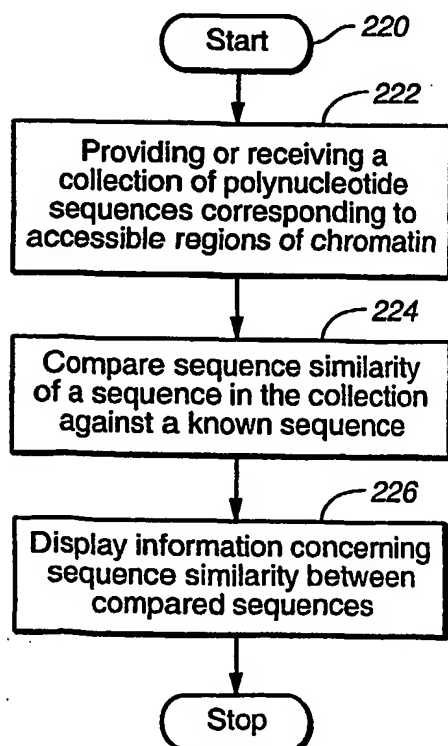 Start
220
222
Providing or receiving a
collection of polynucleotide
sequences corresponding to
accessible regions of chromatin
224
Compare sequence similarity
of a sequence in the collection
against a known sequence
226
Display information concerning
sequence similarity between
compared sequences
Stop